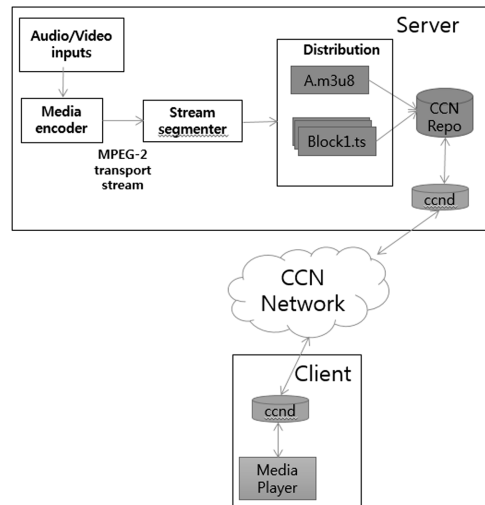 Server
Audio/Video
inputs
Distribution
A.m3u8
CCN
Repo
Media
encoder
Stream
segmenter
Block1.ts
MPEG-2
transport
stream
ccnd
CCN
Network
Client
ccnd
Media
Player